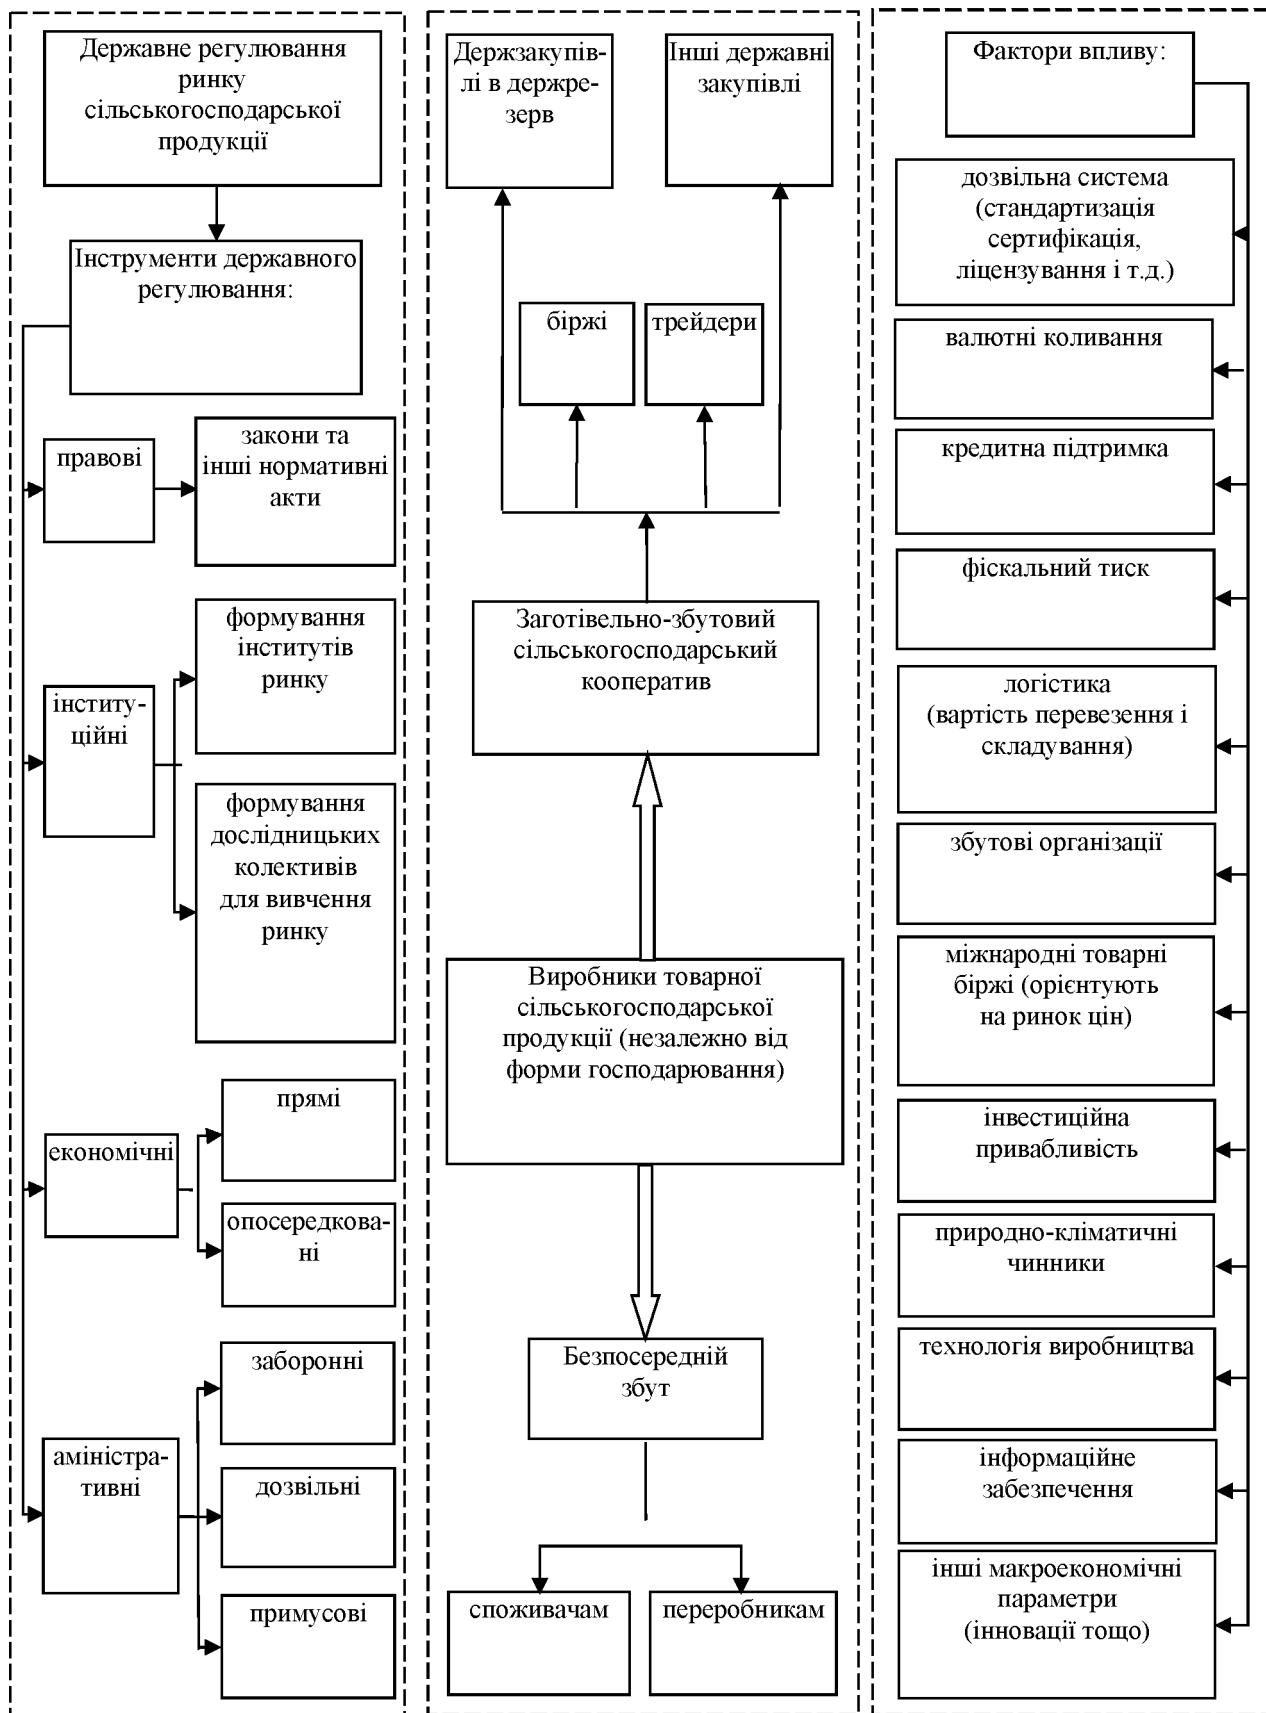 Державне регулювання
ринку
сільськогосподарської
продукції
Інструменти державного
регулювання:
правові
закони та
інші нормативні
акти
інститу-
ційні
формування
інститутів
ринку
формування
дослідницьких
колективів
для вивчення
ринку
економічні
прямі
опосередкова-
ні
аміністра-
тивні
заборонні
дозвільні
примусові
Держзакупів-
лі в держре-
зерв
Інші державні
закупівлі
біржі
трейдери
Заготівельно-збутовий
сільськогосподарський
кооператив
Виробники товарної
сільськогосподарської
продукції (незалежно від
форми господарювання)
Безпосередній
збут
споживачам
переробникам
Фактори впливу:
дозвільна система
(стандартизація
сертифікація,
ліцензування і т.д.)
валютні коливання
кредитна підтримка
фіскальний тиск
логістика
(вартість перевезення і
складування)
збутові організації
міжнародні товарні
біржі (орієнтують
на ринок цін)
інвестиційна
привабливість
природно-кліматичні
чинники
технологія виробництва
інформаційне
забезпечення
інші макроекономічні
параметри
(інновації тощо)